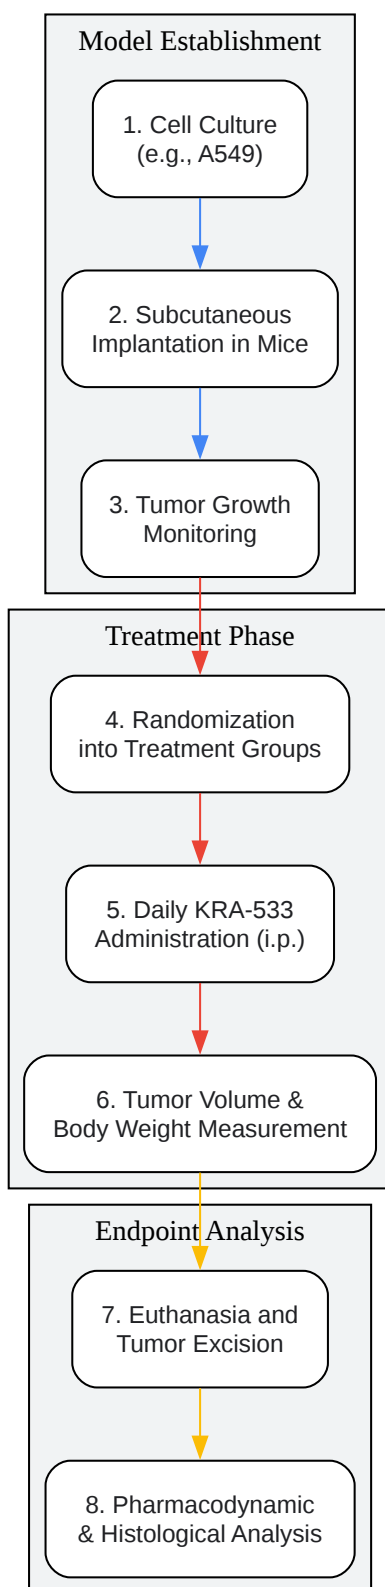 Model Establishment
1. Cell Culture
(e.g., A549)
2. Subcutaneous
Implantation in Mice
3. Tumor Growth
Monitoring
Treatment Phase
4. Randomization
into Treatment Groups
5. Daily KRA-533
Administration (i.p.)
6. Tumor Volume &
Body Weight Measurement
Endpoint Analysis
7. Euthanasia and
Tumor Excision
8. Pharmacodynamic
& Histological Analysis